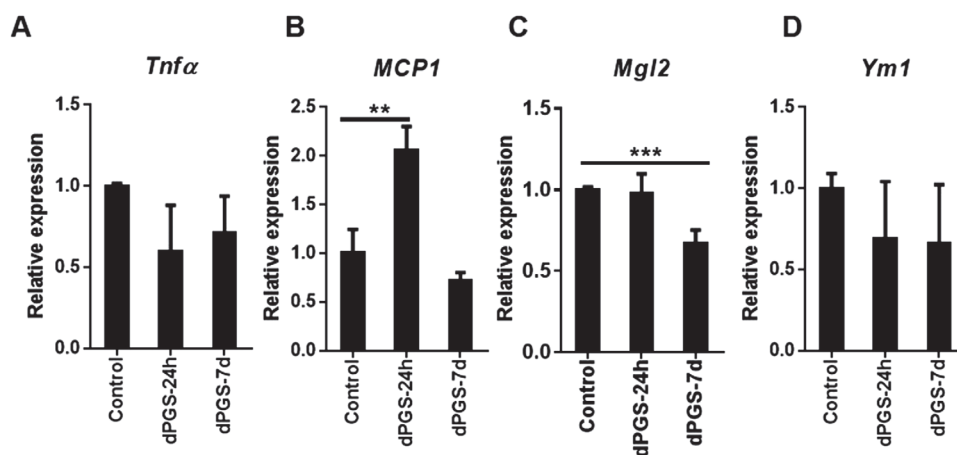 A
Tnfα
Relative expression
1.5
1.0
0.5
0.0
Control
dPGS-24h
dPGS-7d
B
MCP1
Relative expression
2.5
2.0
1.5
1.0
0.5
0.0
**
Control
dPGS-24h
dPGS-7d
C
Mgl2
Relative expression
1.5
1.0
0.5
0.0
***
Control
dPGS-24h
dPGS-7d
D
Ym1
Relative expression
1.5
1.0
0.5
0.0
Control
dPGS-24h
dPGS-7d